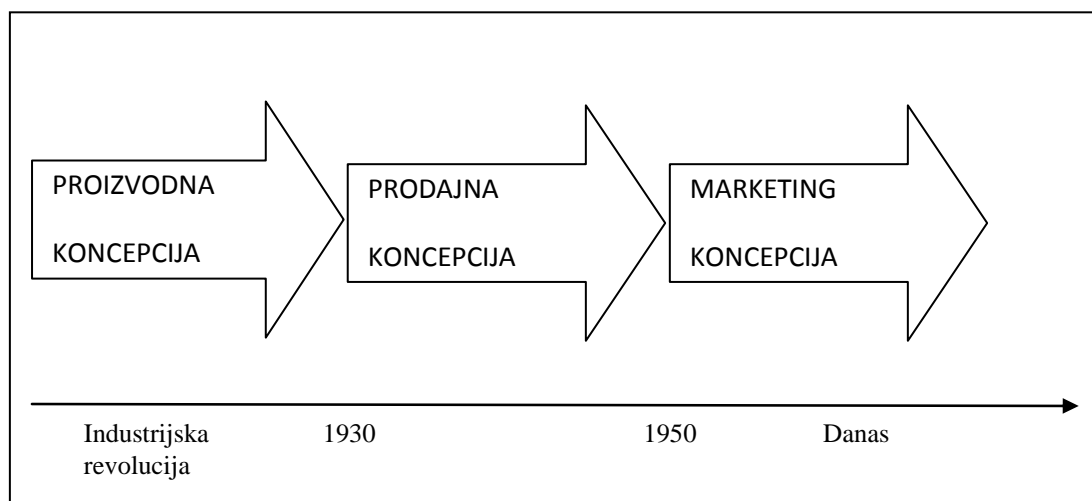 PROIZVODNA
KONCEPCIJA
PRODAJNA
KONCEPCIJA
MARKETING
KONCEPCIJA
Industrijska
revolucija
1930
1950
Danas